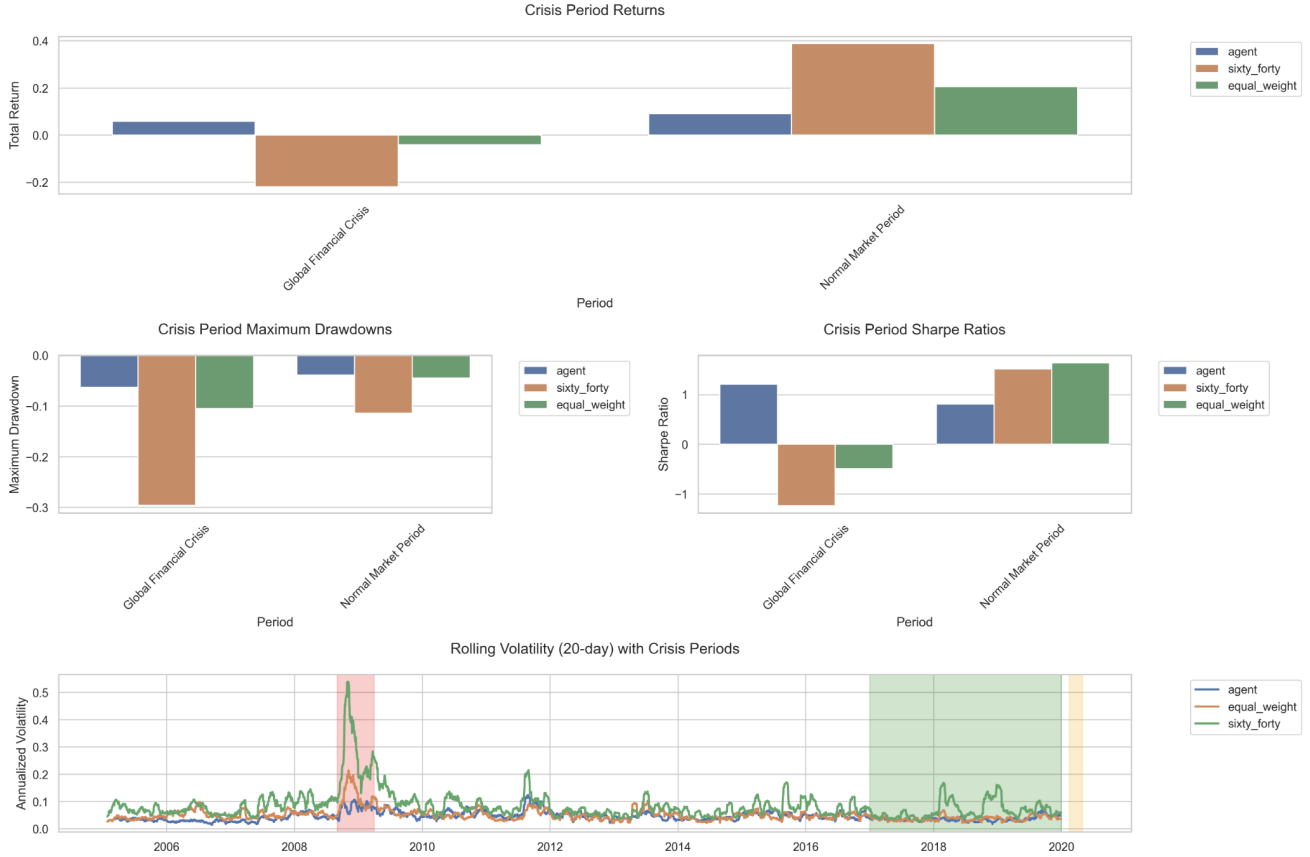 Crisis Period Returns
0.4
0.2
0.0
−0.2
Total Return
Global Financial Crisis
Normal Market Period
Period
agent
sixty_forty
equal_weight
Crisis Period Maximum Drawdowns
0.0
−0.1
−0.2
−0.3
Maximum Drawdown
Global Financial Crisis
Normal Market Period
Period
agent
sixty_forty
equal_weight
Crisis Period Sharpe Ratios
1
0
−1
Sharpe Ratio
Global Financial Crisis
Normal Market Period
Period
agent
sixty_forty
equal_weight
Rolling Volatility (20-day) with Crisis Periods
0.5
0.4
0.3
0.2
0.1
0.0
Annualized Volatility
2006 2008 2010 2012 2014 2016 2018 2020
agent
equal_weight
sixty_forty